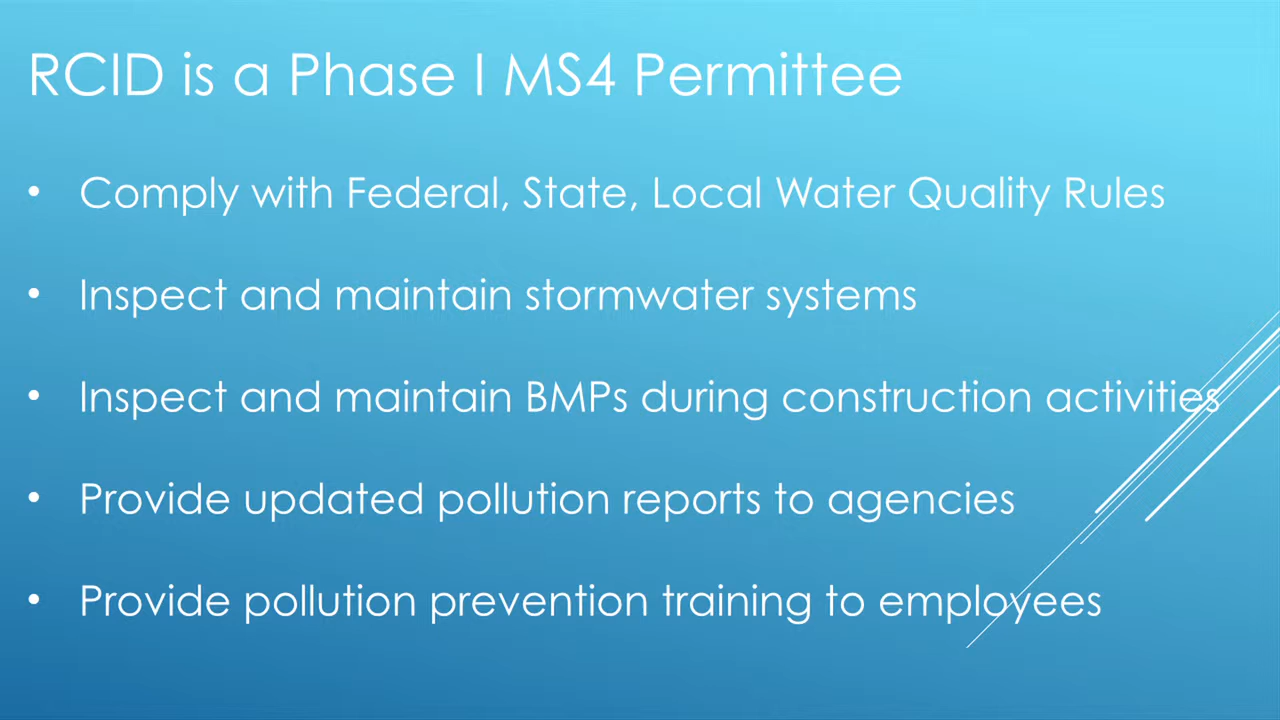 RCID is a Phase I MS4 Permittee
• Comply with Federal, State, Local Water Quality Rules
• Inspect and maintain stormwater systems
• Inspect and maintain BMPs during construction activities
• Provide updated pollution reports to agencies
• Provide pollution prevention training to employees